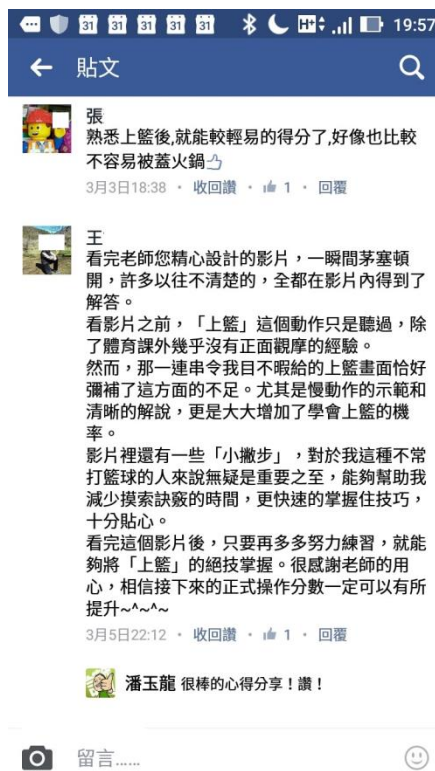 31 31 31 31 31 H+ 19:57
貼文
張
熟悉上籃後,就能較輕易的得分了,好像也比較
不容易被蓋火鍋
3月3日18:38 · 收回讚 · 1 · 回覆
王
看完老師您精心設計的影片，一瞬間茅塞頓
開，許多以往不清楚的，全都在影片內得到了
解答。
看影片之前，「上籃」這個動作只是聽過，除
了體育課外幾乎沒有正面觀摩的經驗。
然而，那一連串令我目不暇給的上籃畫面恰好
彌補了這方面的不足。尤其是慢動作的示範和
清晰的解說，更是大大增加了學會上籃的機
率。
影片裡還有一些「小撇步」，對於我這種不常
打籃球的人來說無疑是重要之至，能夠幫助我
減少摸索訣竅的時間，更快速的掌握住技巧，
十分貼心。
看完這個影片後，只要再多多努力練習，就能
夠將「上籃」的絕技掌握。很感謝老師的用
心，相信接下來的正式操作分數一定可以有所
提升~^~^~
3月5日22:12 · 收回讚 · 1 · 回覆
潘玉龍 很棒的心得分享！讚！
留言……